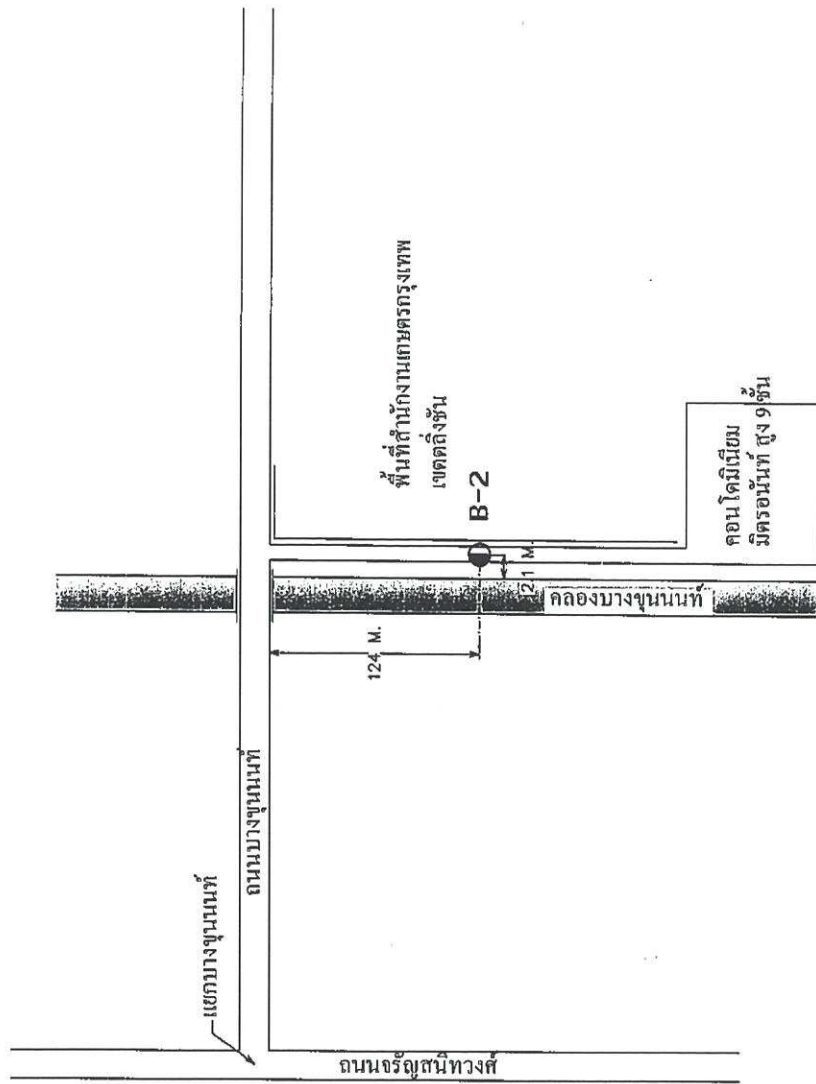 แยกบางขุนนนท์
ถนนบางขุนนนท์
ถนนจรัญสนิทวงศ์
124 M.
2.1 M.
คลองบางขุนนนท์
B-2
พื้นที่สำนักงานเกษตรกรุงเทพ
เขตตลิ่งชัน
คอนโดมิเนียม
มิตรอนันท์ สูง 9 ชั้น